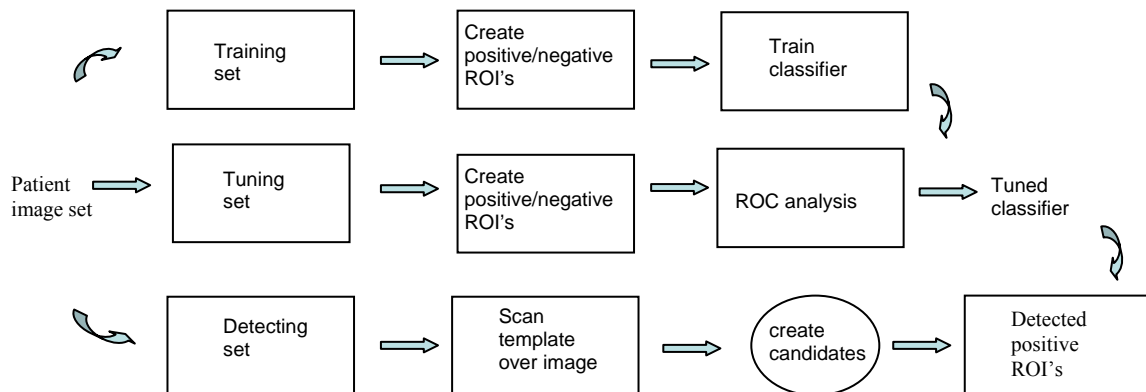 Training
set
Create
positive/negative
ROI's
Train
classifier
Patient
image set
Tuning
set
Create
positive/negative
ROI's
ROC analysis
Tuned
classifier
Detecting
set
Scan
template
over image
create
candidates
Detected
positive
ROI's